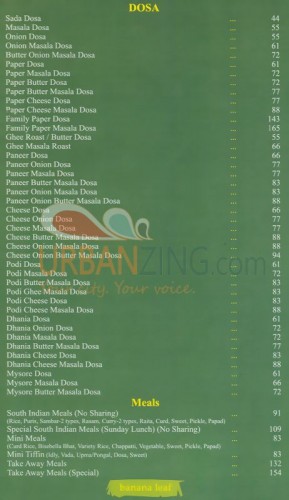 DOSA
Sada Dosa ... 44
Masala Dosa ... 55
Onion Dosa ... 55
Onion Masala Dosa ... 61
Butter Onion Masala Dosa ... 72
Paper Dosa ... 61
Paper Masala Dosa ... 72
Paper Butter Dosa ... 72
Paper Butter Masala Dosa ... 77
Paper Cheese Dosa ... 77
Paper Cheese Masala Dosa ... 88
Family Paper Dosa ... 143
Family Paper Masala Dosa ... 165
Ghee Roast / Butter Dosa ... 55
Ghee Masala Roast ... 66
Paneer Dosa ... 66
Paneer Onion Dosa ... 77
Paneer Masala Dosa ... 77
Paneer Butter Masala Dosa ... 83
Paneer Onion Masala Dosa ... 83
Paneer Onion Butter Masala Dosa ... 88
Cheese Dosa ... 66
Cheese Onion Dosa ... 77
Cheese Masala Dosa ... 77
Cheese Butter Masala Dosa ... 88
Cheese Onion Masala Dosa ... 88
Cheese Onion Butter Masala Dosa ... 94
Podi Dosa ... 61
Podi Masala Dosa ... 72
Podi Butter Masala Dosa ... 83
Podi Ghee Masala Dosa ... 83
Podi Cheese Dosa ... 83
Podi Cheese Masala Dosa ... 88
Dhania Dosa ... 61
Dhania Onion Dosa ... 72
Dhania Masala Dosa ... 72
Dhania Butter Masala Dosa ... 77
Dhania Cheese Dosa ... 83
Dhania Cheese Masala Dosa ... 88
Mysore Dosa ... 61
Mysore Masala Dosa ... 66
Mysore Butter Masala Dosa ... 72
URBANZING.com
Your City. Your voice.
Meals
South Indian Meals (No Sharing) ... 91
(Rice, Purie, Sambar-2 types, Rasam, Curry-2 types, Raita, Curd, Sweet, Pickle, Papad)
Special South Indian Meals (Sunday Lunch) (No Sharing) ... 109
Mini Meals ... 83
(Curd Rice, Bisibella Bhat, Variety Rice, Chappatti, Vegetable, Sweet, Pickle, Papad)
Mini Tiffin (Idly, Vada, Upma/Pongal, Dosa, Sweet) ... 83
Take Away Meals ... 132
Take Away Meals (Special) ... 154
banana leaf